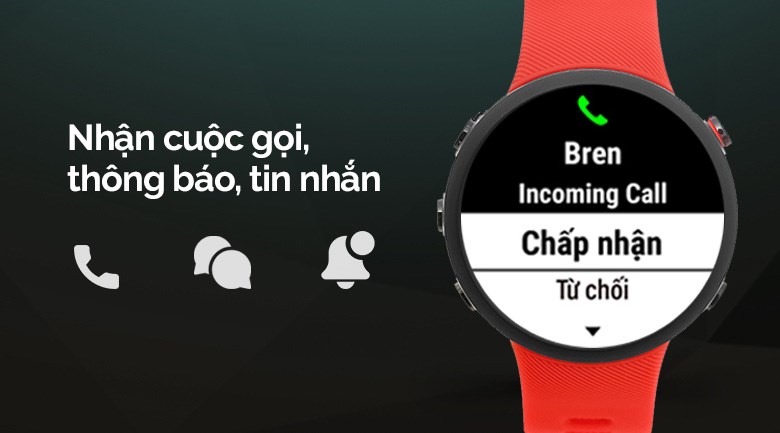 Nhận cuộc gọi,
thông báo, tin nhắn
Bren
Incoming Call
Chấp nhận
Từ chối